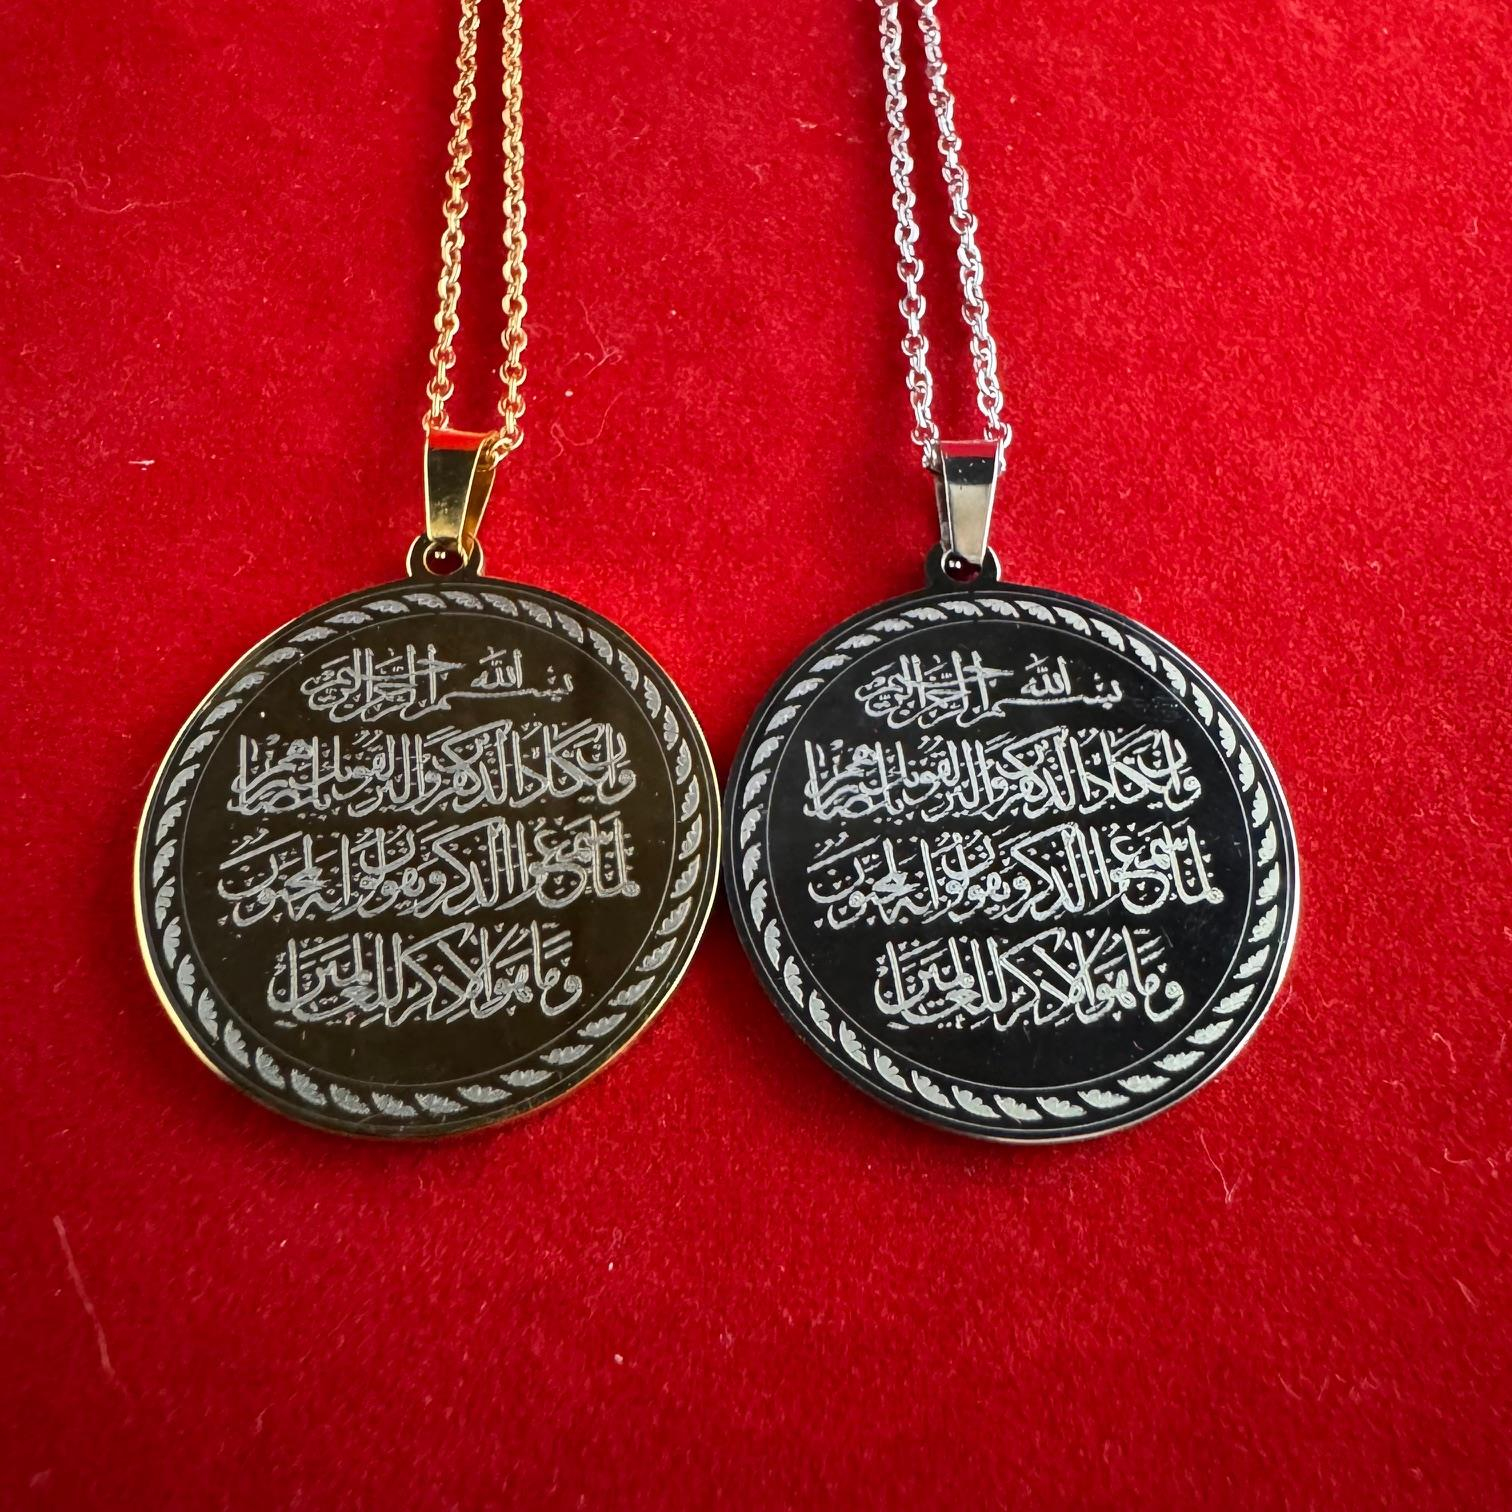 بسم الله الرحمن الرحيم
وإن يكاد الذين كفروا ليزلقونك بأبصارهم
لما سمعوا الذكر ويقولون إنه لمجنون
وما هو إلا ذكر للعالمين
بسم الله الرحمن الرحيم
وإن يكاد الذين كفروا ليزلقونك بأبصارهم
لما سمعوا الذكر ويقولون إنه لمجنون
وما هو إلا ذكر للعالمين